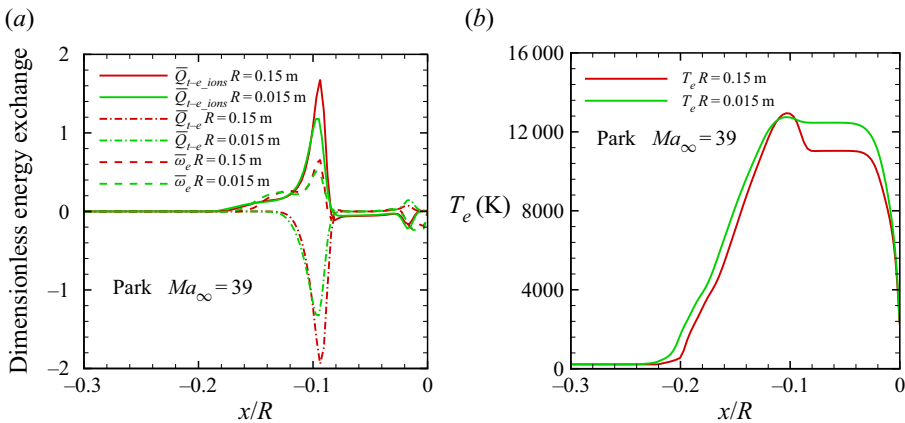 (a)
Dimensionless energy exchange
2
1
0
–1
–2
Q̅t–e_ions R = 0.15 m
Q̅t–e_ions R = 0.015 m
Q̅t–e R = 0.15 m
Q̅t–e R = 0.015 m
ω̅e R = 0.15 m
ω̅e R = 0.015 m
Park Ma∞ = 39
–0.3 –0.2 –0.1 0
x/R
(b)
Te (K)
16 000
12 000
8000
4000
0
Te R = 0.15 m
Te R = 0.015 m
Park Ma∞ = 39
–0.3 –0.2 –0.1 0
x/R